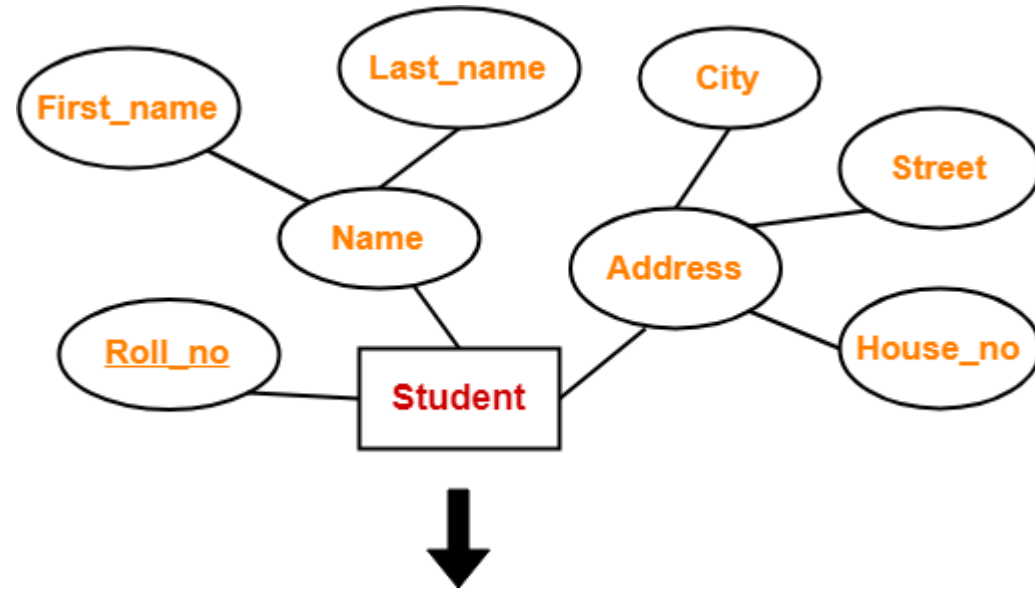 Last_name
City
First_name
Street
Name
Address
Roll_no
House_no
Student